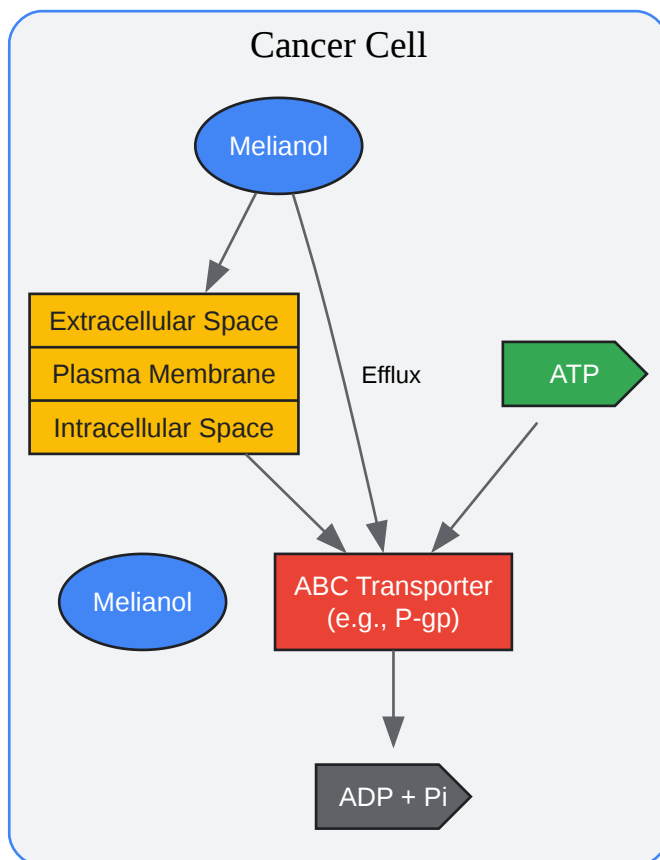 Cancer Cell
Melianol
Extracellular Space
Plasma Membrane
Intracellular Space
Efflux
ATP
Melianol
ABC Transporter
(e.g., P-gp)
ADP + Pi